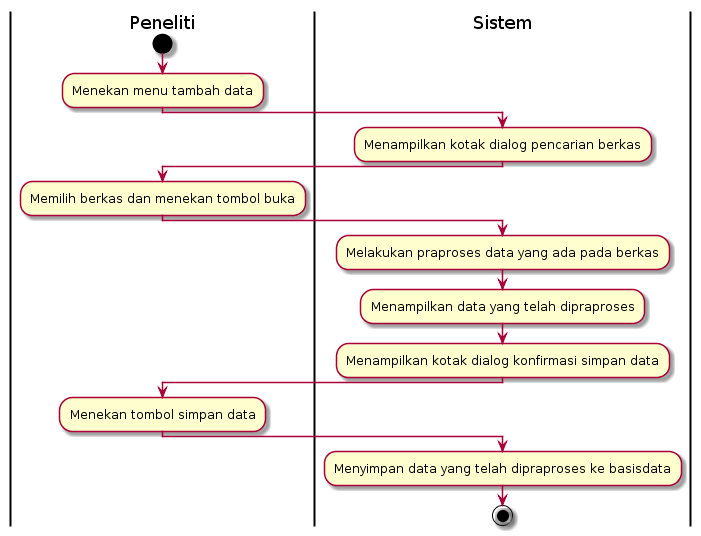 Peneliti
Sistem
Menekan menu tambah data
Menampilkan kotak dialog pencarian berkas
Memilih berkas dan menekan tombol buka
Melakukan praproses data yang ada pada berkas
Menampilkan data yang telah dipraproses
Menampilkan kotak dialog konfirmasi simpan data
Menekan tombol simpan data
Menyimpan data yang telah dipraproses ke basisdata